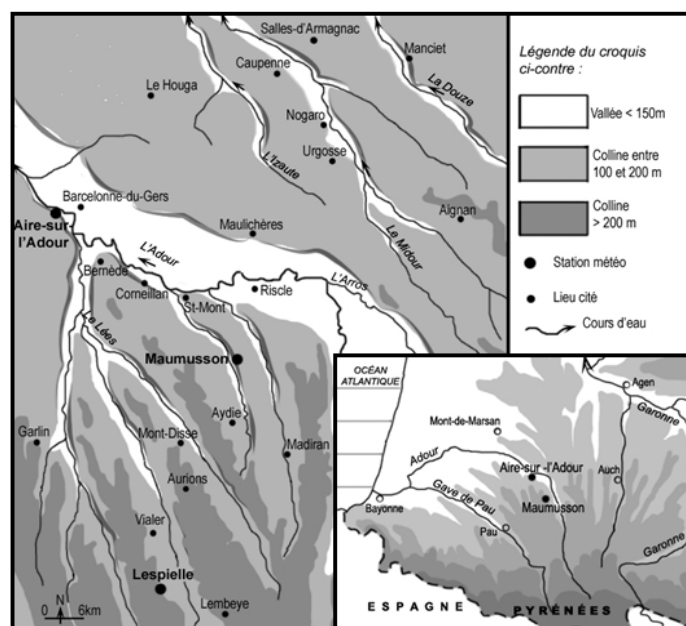 Salles-d'Armagnac
Manciet
Caupenne
La Douze
Le Houga
Nogaro
L'Izaute
Urgosse
Barcelonne-du-Gers
Aire-sur
l'Adour
Maulichères
Aignan
Le Midour
L'Adour
Bernède
L'Arros
Corneillan
Riscle
St-Mont
Le Lées
Maumusson
Aydie
Garlin
Mont-Disse
Madiran
Aurions
Vialer
Lespielle
Lembeye
N
0 6km
Légende du croquis
ci-contre :
Vallée < 150m
Colline entre
100 et 200 m
Colline
> 200 m
Station météo
Lieu cité
Cours d'eau
OCÉAN
ATLANTIQUE
Agen
Garonne
Mont-de-Marsan
Adour
Aire-sur -l'Adour
Auch
Gave de Pau
Maumusson
Bayonne
Pau
Garonne
ESPAGNE PYRÉNÉES